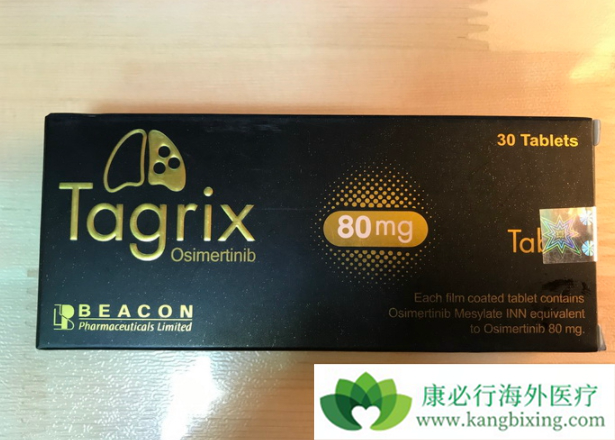 30 Tablets
Tagrix
Osimertinib
80mg
BEACON
Pharmaceuticals Limited
Each film coated tablet contains
Osimertinib Mesylate INN equivalent
to Osimertinib 80 mg.
康必行海外医疗
www.kangbixing.com